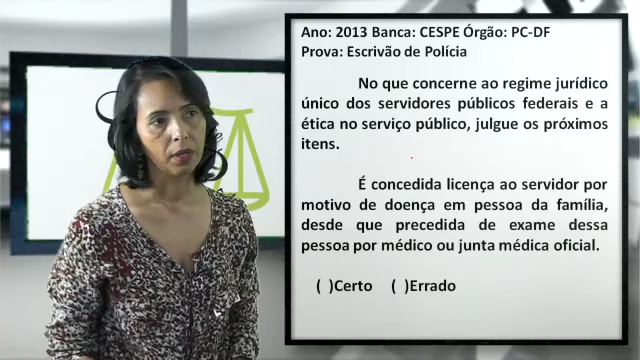 Ano: 2013 Banca: CESPE Órgão: PC-DF
Prova: Escrivão de Polícia
No que concerne ao regime jurídico
único dos servidores públicos federais e a
ética no serviço público, julgue os próximos
itens.
É concedida licença ao servidor por
motivo de doença em pessoa da família,
desde que precedida de exame dessa
pessoa por médico ou junta médica oficial.
( )Certo ( )Errado